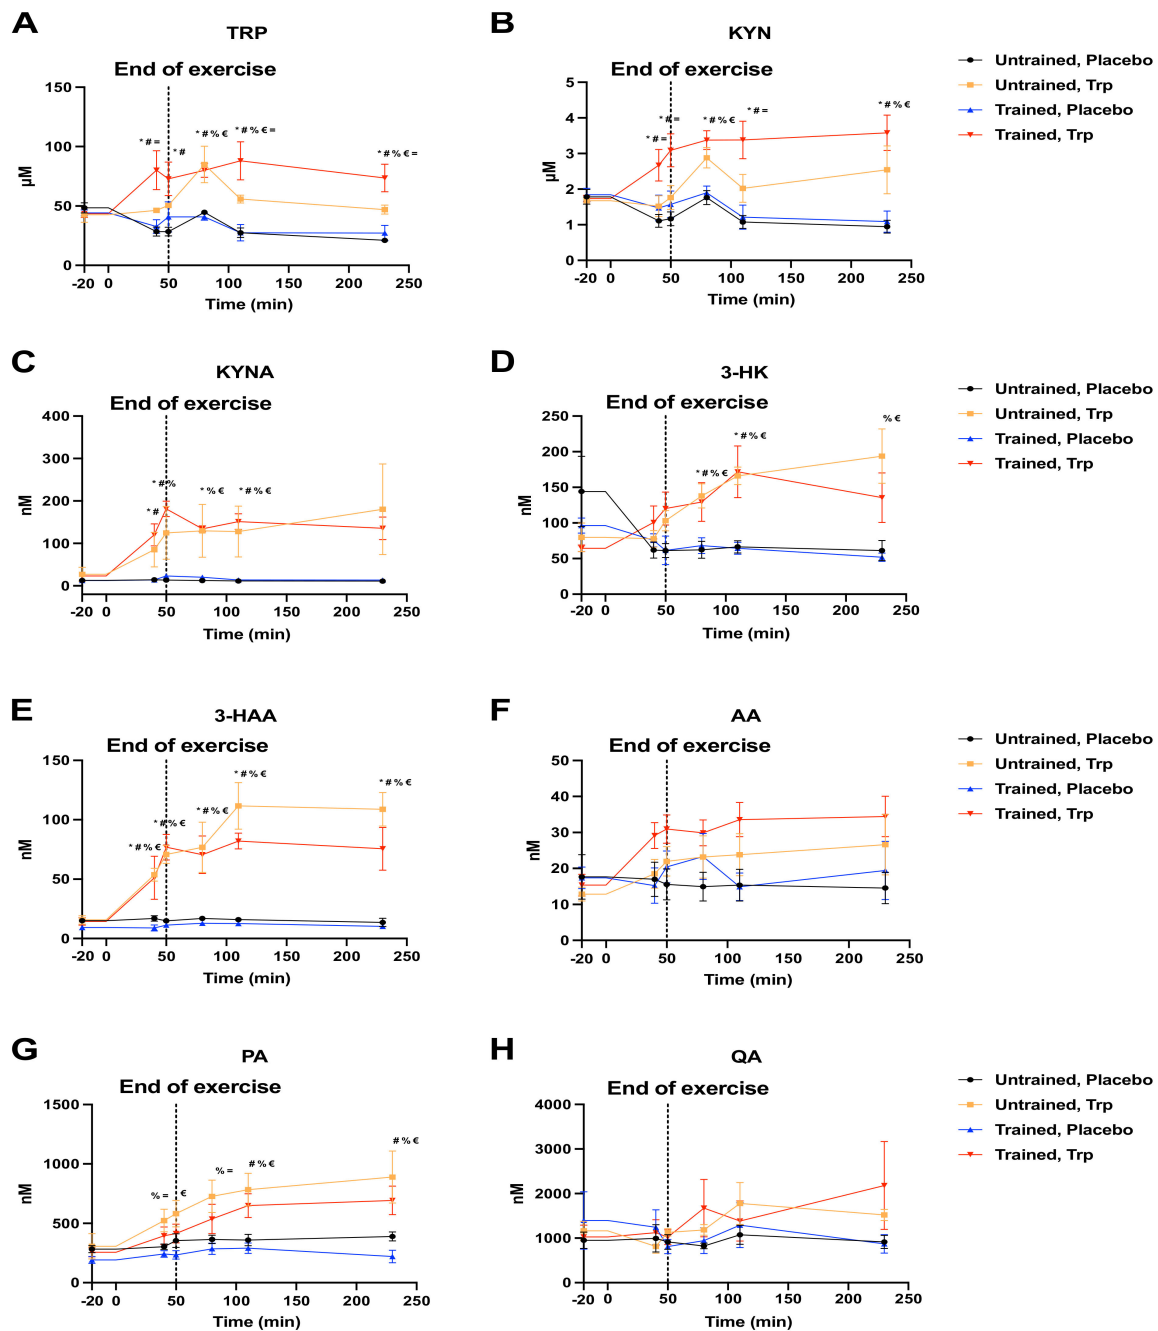 A
TRP
End of exercise
150
100
50
0
µM
* # =
* #
* # % €
* # % € =
* # % € =
-20 0 50 100 150 200 250
Time (min)
B
KYN
End of exercise
5
4
3
2
1
0
µM
* # =
* # =
* # % €
* # =
* # % €
-20 0 50 100 150 200 250
Time (min)
Untrained, Placebo
Untrained, Trp
Trained, Placebo
Trained, Trp
C
KYNA
End of exercise
400
300
200
100
0
nM
* #
* # %
* % €
* # % €
-20 0 50 100 150 200 250
Time (min)
D
3-HK
End of exercise
250
200
150
100
50
0
nM
* # % €
* # % €
% €
-20 0 50 100 150 200 250
Time (min)
Untrained, Placebo
Untrained, Trp
Trained, Placebo
Trained, Trp
E
3-HAA
End of exercise
150
100
50
0
nM
* # % €
* # % €
* # % €
* # % €
* # % €
-20 0 50 100 150 200 250
Time (min)
F
AA
End of exercise
50
40
30
20
10
0
nM
-20 0 50 100 150 200 250
Time (min)
Untrained, Placebo
Untrained, Trp
Trained, Placebo
Trained, Trp
G
PA
End of exercise
1500
1000
500
0
nM
% =
€
% =
# % €
# % €
-20 0 50 100 150 200 250
Time (min)
H
QA
End of exercise
4000
3000
2000
1000
0
nM
-20 0 50 100 150 200 250
Time (min)
Untrained, Placebo
Untrained, Trp
Trained, Placebo
Trained, Trp